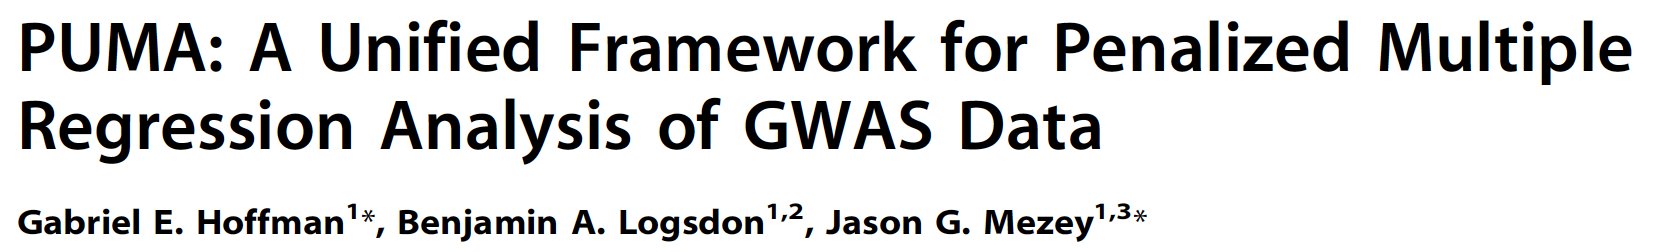 PUMA: A Unified Framework for Penalized Multiple
Regression Analysis of GWAS Data
Gabriel E. Hoffman1*, Benjamin A. Logsdon1,2, Jason G. Mezey1,3*